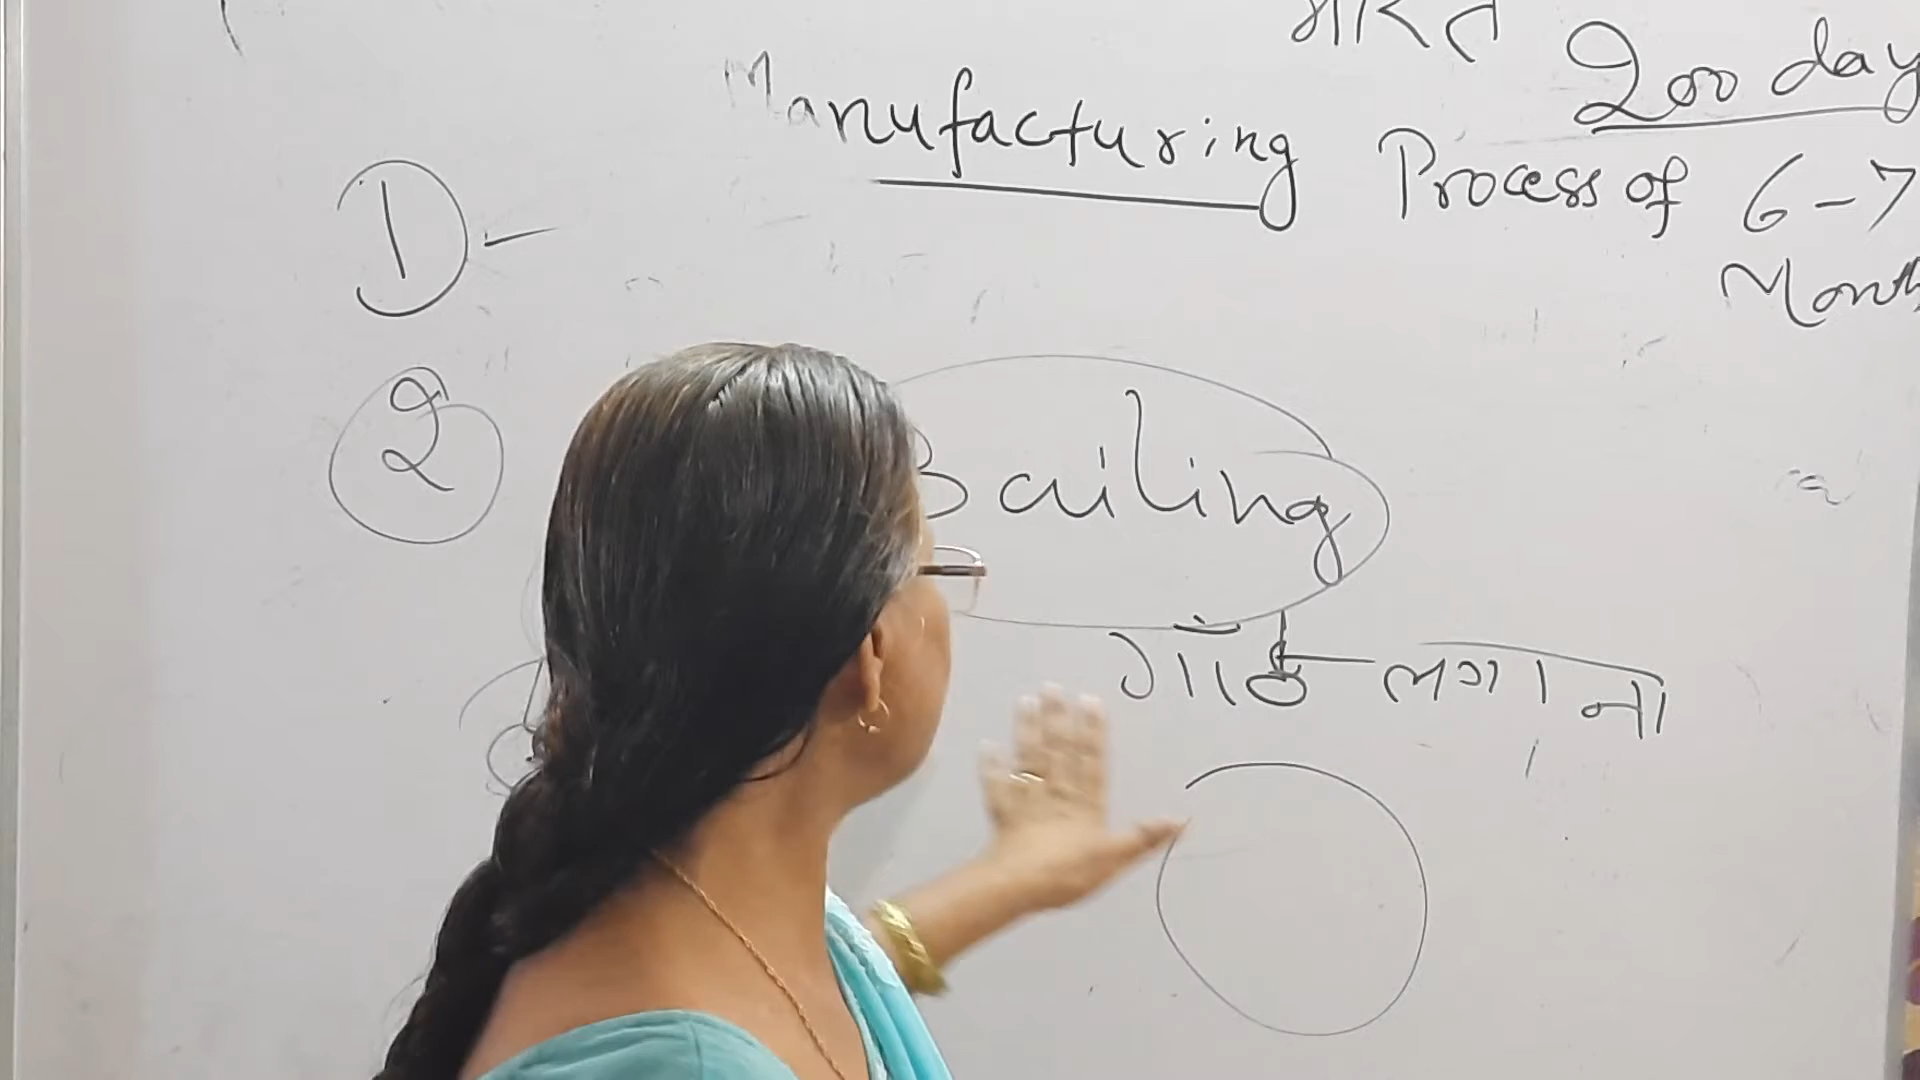 भारत
200 day
Manufacturing Process of 6-7
Month
1 -
2
Bailing
गाँठ लगाना